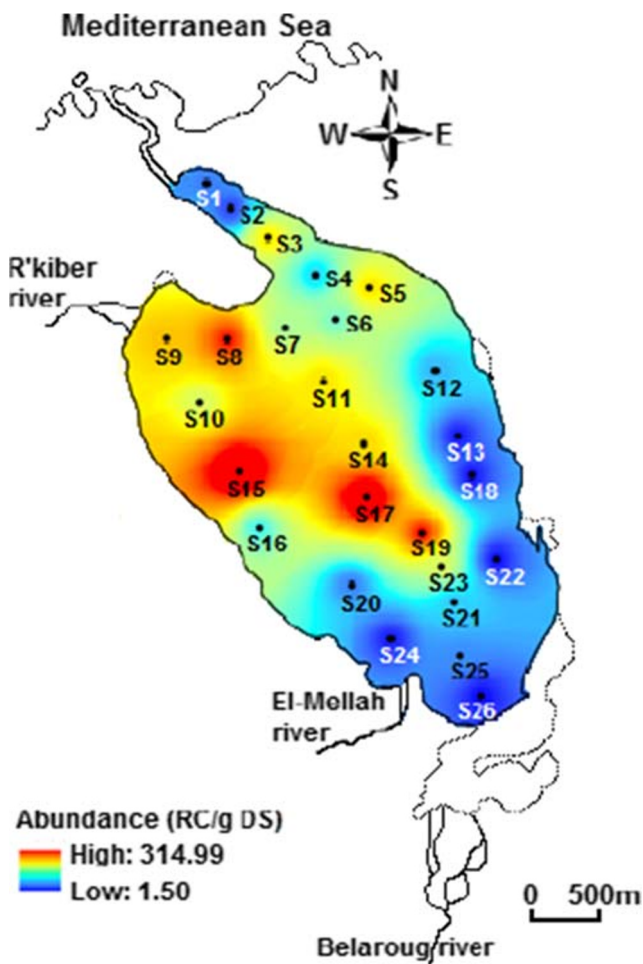 Mediterranean Sea
N
W E
S
S1
S2
S3
R'kiber
river
S4
S5
S6
S7
S9
S8
S12
S11
S10
S13
S14
S15
S18
S17
S16
S19
S22
S23
S20
S21
S24
S25
S26
El-Mellah
river
Abundance (RC/g DS)
High: 314.99
Low: 1.50
0 500m
Belaroug river